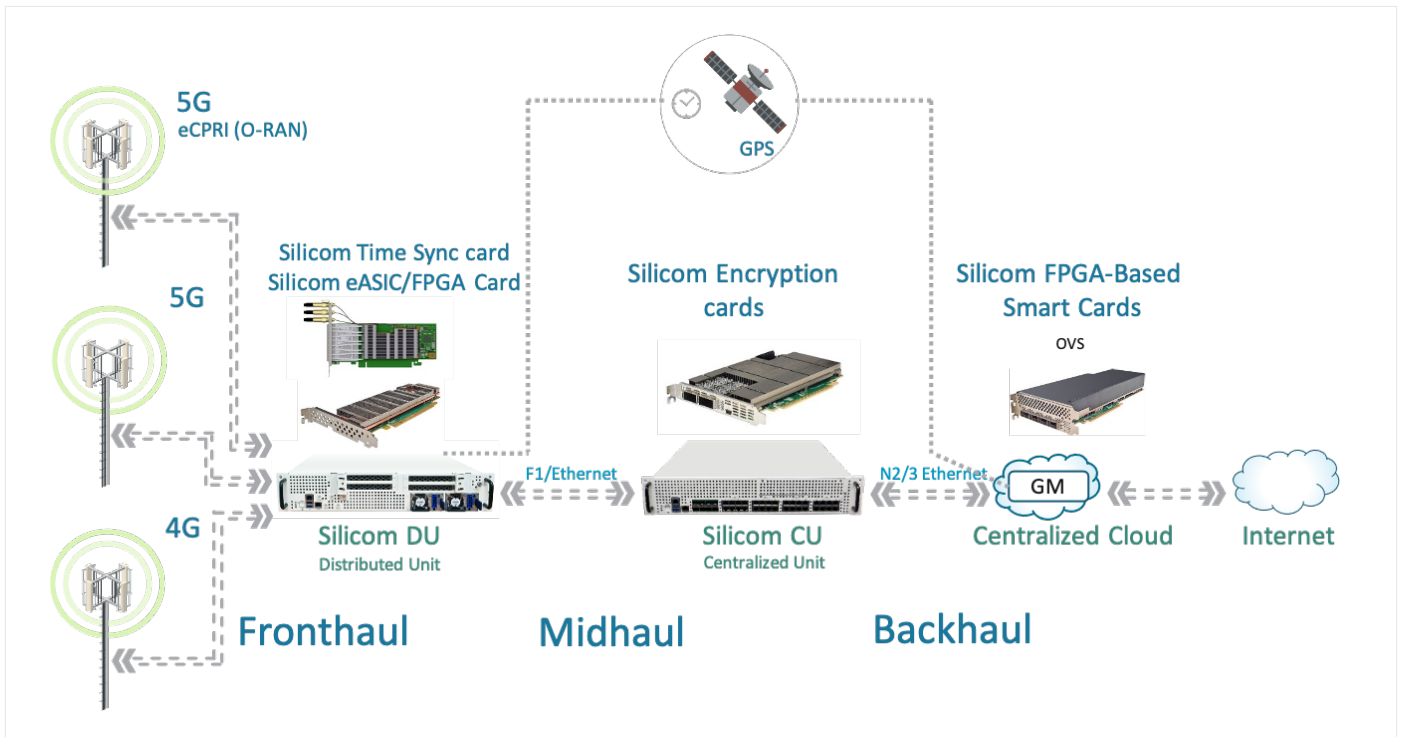 5G
eCPRI (O-RAN)
GPS
Silicom Time Sync card
Silicom eASIC/FPGA Card
Silicom Encryption
cards
Silicom FPGA-Based
Smart Cards
OVS
5G
4G
F1/Ethernet
N2/3 Ethernet
GM
Silicom DU
Distributed Unit
Silicom CU
Centralized Unit
Centralized Cloud
Internet
Fronthaul
Midhaul
Backhaul